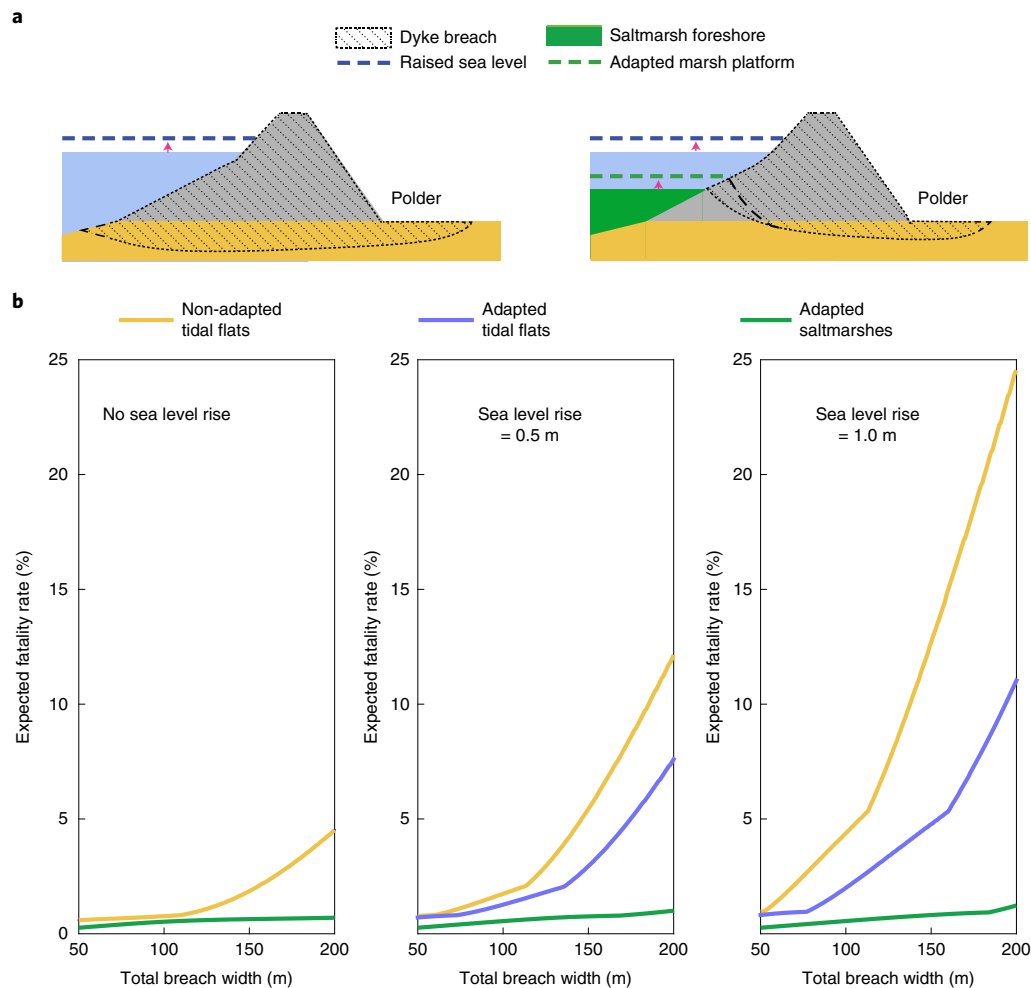 a
Dyke breach
Saltmarsh foreshore
Raised sea level
Adapted marsh platform
Polder
Polder
b
Non-adapted
tidal flats
Adapted
tidal flats
Adapted
saltmarshes
25
20
15
10
5
0
50
100
150
200
Expected fatality rate (%)
Total breach width (m)
No sea level rise
25
20
15
10
5
0
50
100
150
200
Expected fatality rate (%)
Total breach width (m)
Sea level rise
= 0.5 m
25
20
15
10
5
0
50
100
150
200
Expected fatality rate (%)
Total breach width (m)
Sea level rise
= 1.0 m